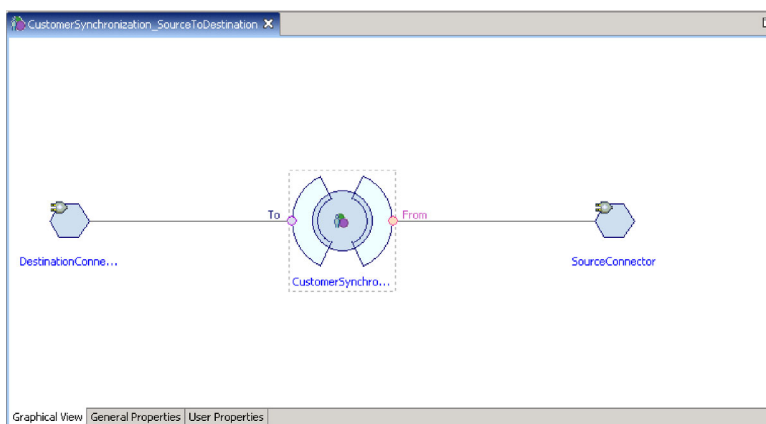 CustomerSynchronization_SourceToDestination
To
From
DestinationConne...
CustomerSynchro...
SourceConnector
Graphical View General Properties User Properties